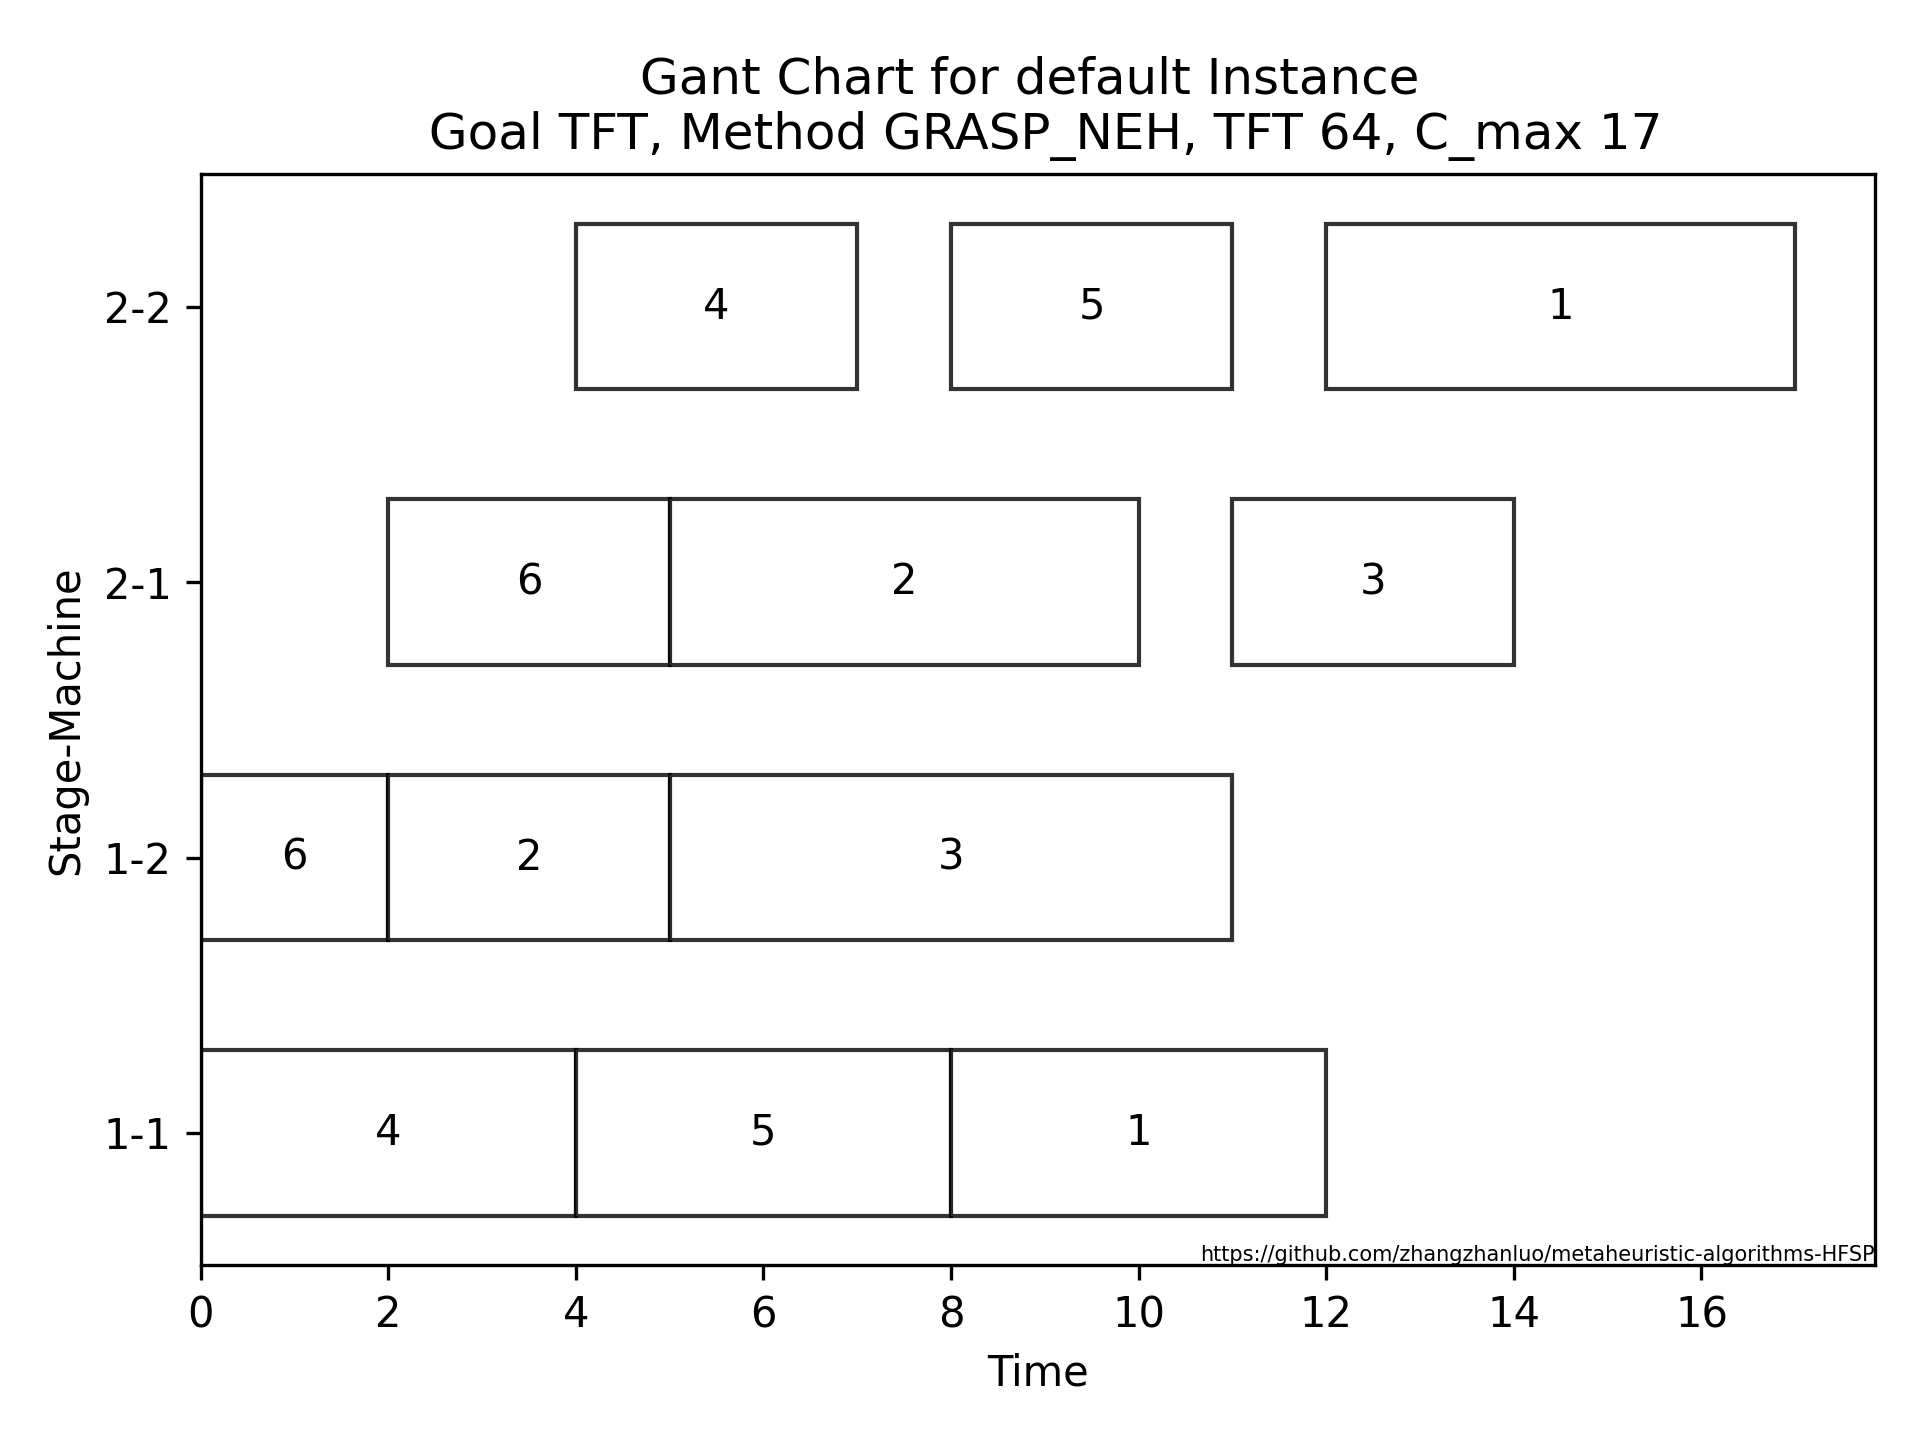 Gant Chart for default Instance
Goal TFT, Method GRASP_NEH, TFT 64, C_max 17
Stage-Machine
2-2
4 5 1
2-1
6 2 3
1-2
6 2 3
1-1
4 5 1
https://github.com/zhangzhanluo/metaheuristic-algorithms-HFSP
0 2 4 6 8 10 12 14 16
Time